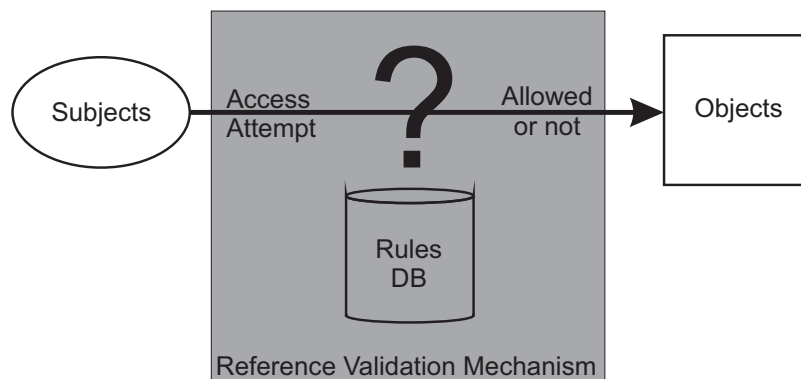 Subjects
Access
Attempt
?
Allowed
or not
Objects
Rules
DB
Reference Validation Mechanism